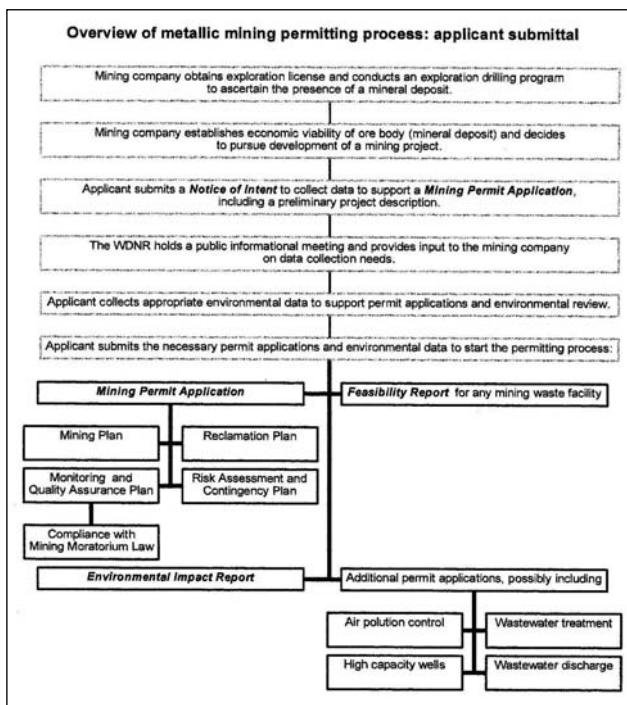 Overview of metallic mining permitting process: applicant submittal
Mining company obtains exploration license and conducts an exploration drilling program
to ascertain the presence of a mineral deposit.
Mining company establishes economic viability of ore body (mineral deposit) and decides
to pursue development of a mining project.
Applicant submits a Notice of Intent to collect data to support a Mining Permit Application,
including a preliminary project description.
The WDNR holds a public informational meeting and provides input to the mining company
on data collection needs.
Applicant collects appropriate environmental data to support permit applications and environmental review.
Applicant submits the necessary permit applications and environmental data to start the permitting process:
Mining Permit Application
Feasibility Report for any mining waste facility
Mining Plan
Reclamation Plan
Monitoring and
Quality Assurance Plan
Risk Assessment and
Contingency Plan
Compliance with
Mining Moratorium Law
Environmental Impact Report
Additional permit applications, possibly including
Air polution control
Wastewater treatment
High capacity wells
Wastewater discharge